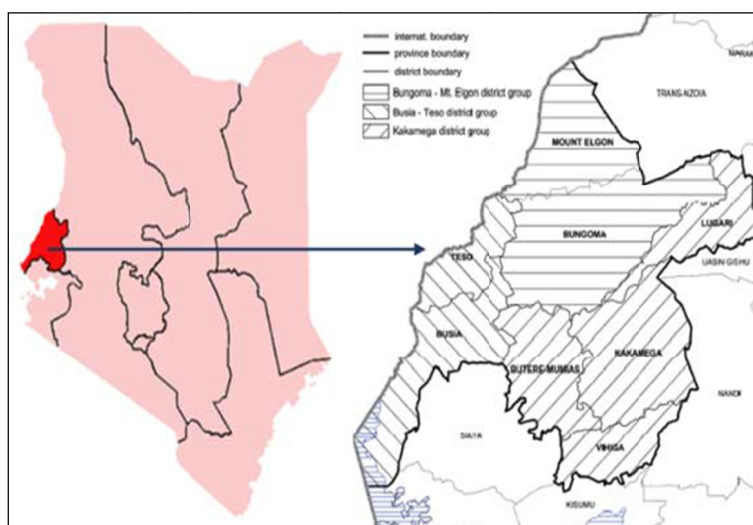 internat. boundary
province boundary
district boundary
Bungoma - Mt. Elgon district group
Busia - Teso district group
Kakamega district group
TRANS-NZOIA
MOUNT ELGON
LUGARI
BUNGOMA
TESO
UASIN GISHU
BUSIA
KAKAMEGA
BUTERE-MUMIAS
NANDI
SIAYA
VIHIGA
KISUMU